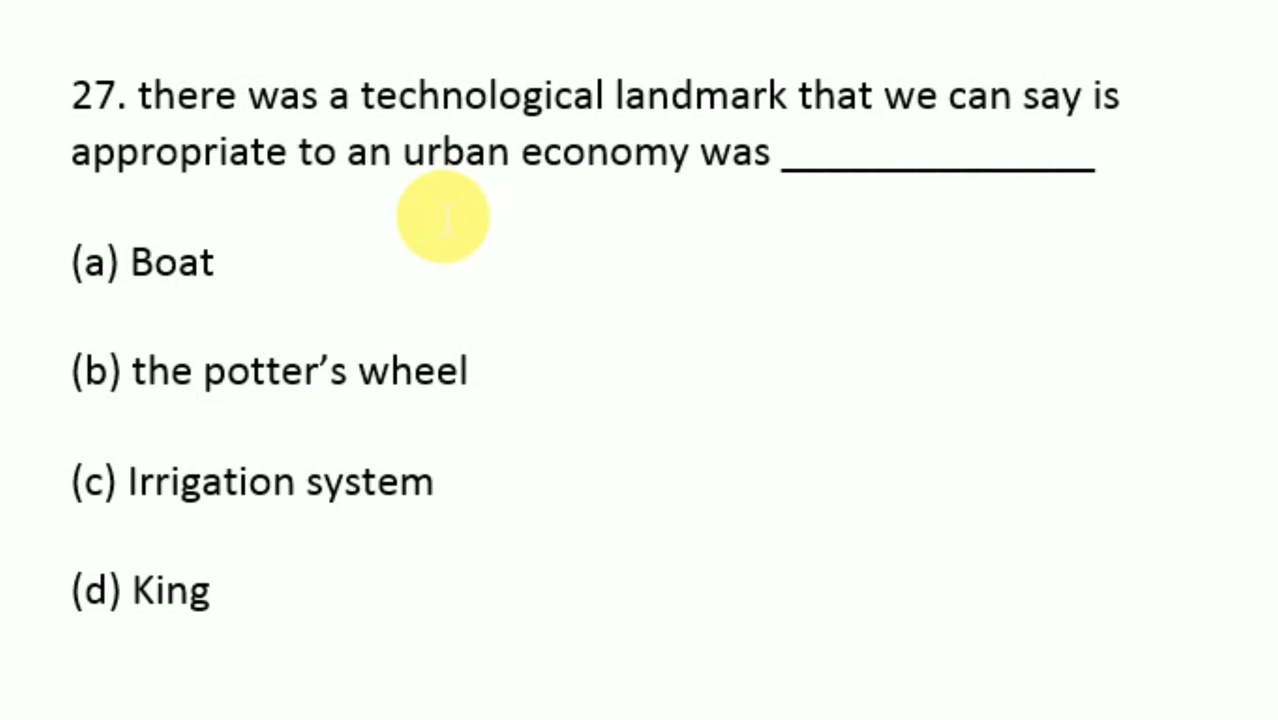 27. there was a technological landmark that we can say is
appropriate to an urban economy was _______________
(a) Boat
(b) the potter’s wheel
(c) Irrigation system
(d) King